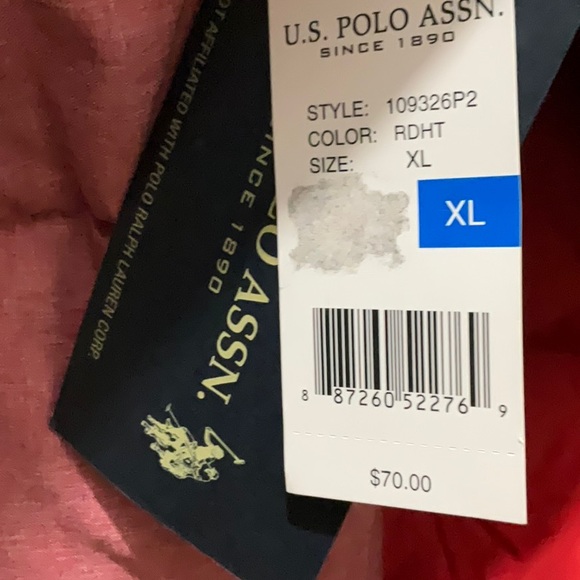 U.S. POLO ASSN.
SINCE 1890
STYLE: 109326P2
COLOR: RDHT
SIZE: XL
XL
8 87260 52276 9
$70.00
OT AFFILIATED WITH POLO RALPH LAUREN CORP.
LO ASSN.
INCE 1890